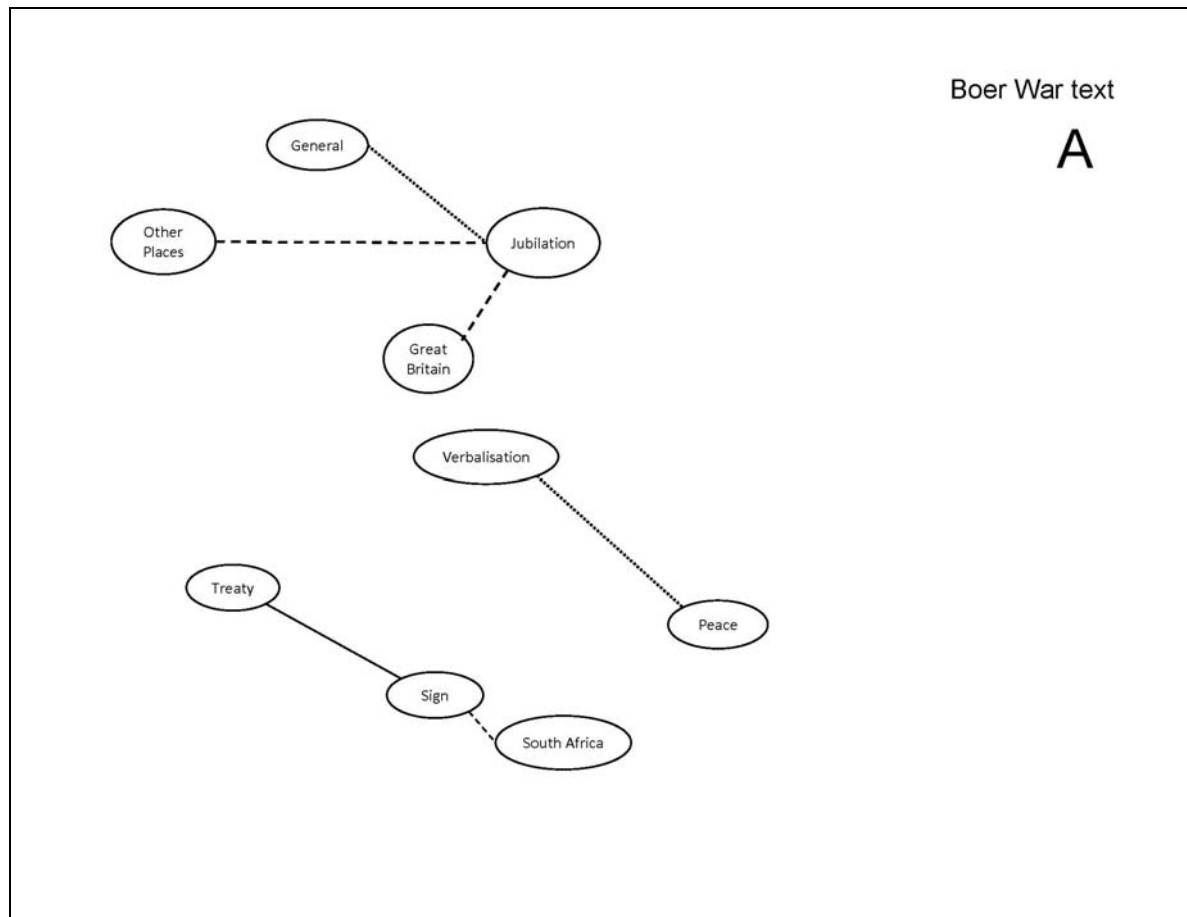 Boer War text
A
General
Other
Places
Jubilation
Great
Britain
Verbalisation
Treaty
Peace
Sign
South Africa